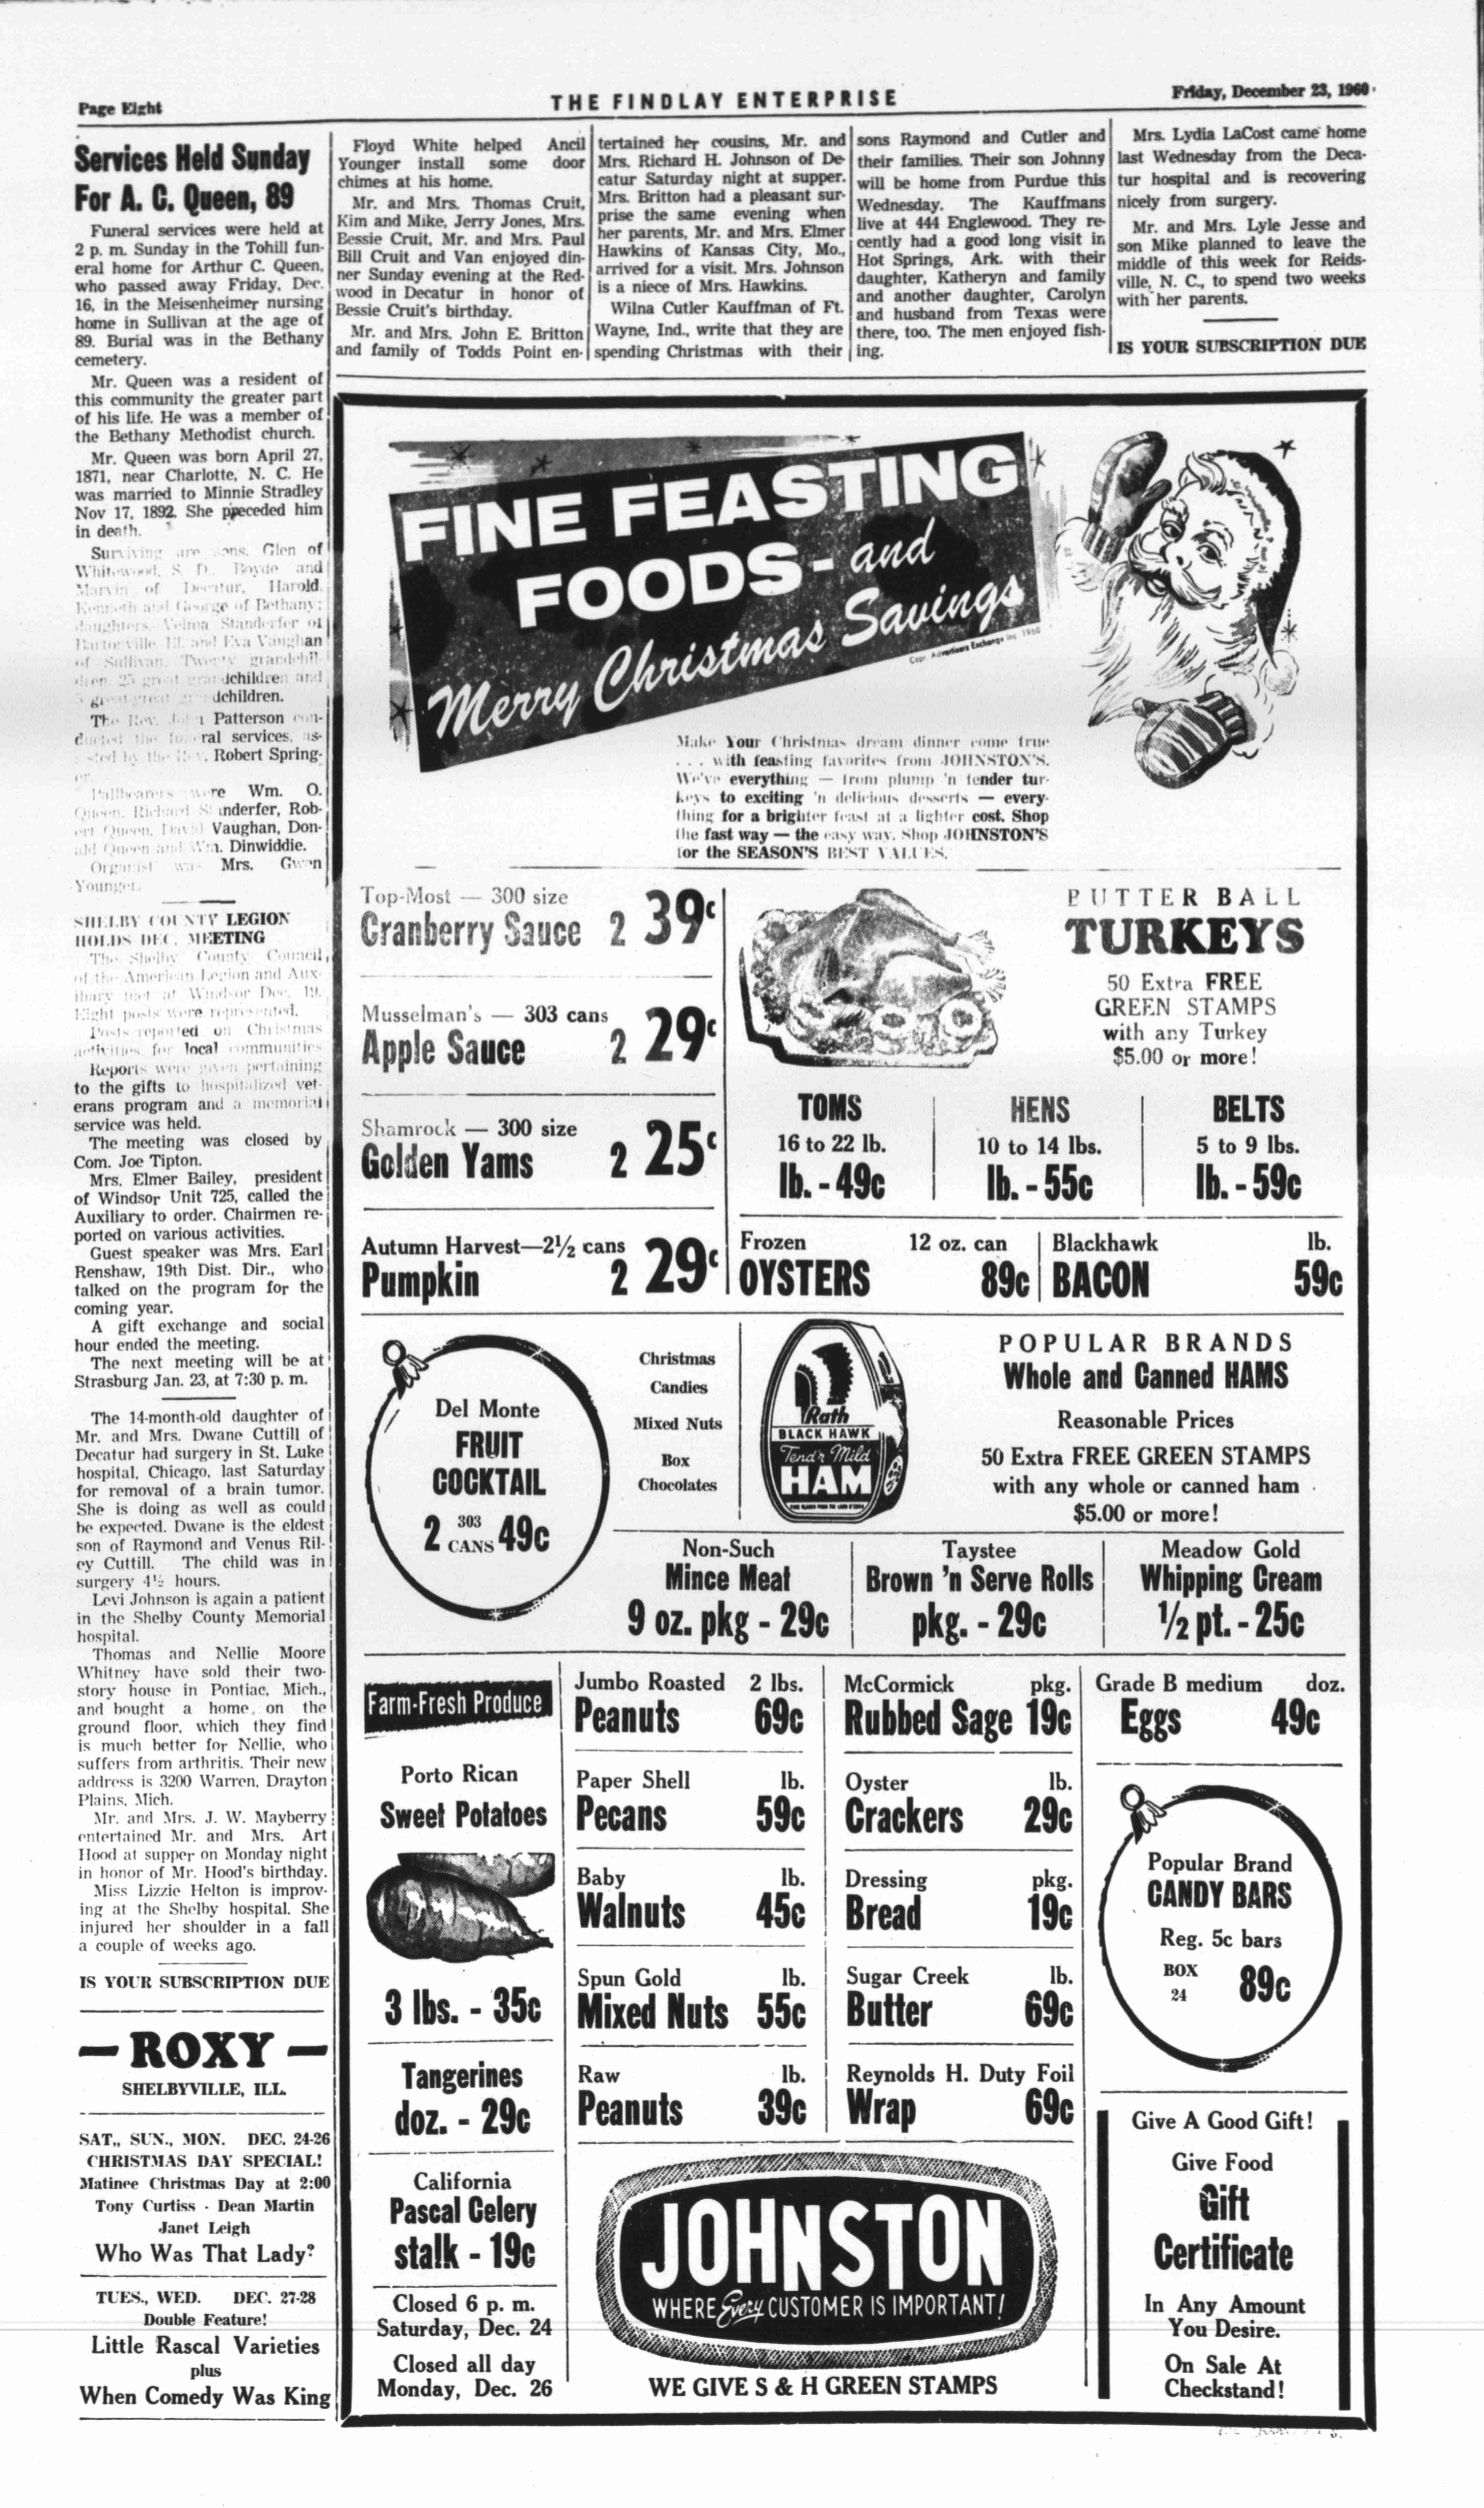 Page Eight
THE FINDLAY ENTERPRISE
Friday, December 23, 1960
Services Held Sunday
For A. C. Queen, 89
Funeral services were held at
2 p. m. Sunday in the Tohill fun-
eral home for Arthur C. Queen,
who passed away Friday, Dec.
16, in the Meisenheimer nursing
home in Sullivan at the age of
89. Burial was in the Bethany
cemetery.
Mr. Queen was a resident of
this community the greater part
of his life. He was a member of
the Bethany Methodist church.
Mr. Queen was born April 27,
1871, near Charlotte, N. C. He
was married to Minnie Stradley
Nov 17, 1892. She preceded him
in death.
Surviving are sons, Glen of
Whitewood, S. D., Boyde and
Marvin of Decatur, Harold,
Kenneth and George of Bethany;
daughters, Velma Standerfer of
Bartonville, Ill. and Eva Vaughan
of Sullivan. Twenty grandchil-
dren, 25 great grandchildren and
5 great great grandchildren.
The Rev. John Patterson con-
ducted the funeral services, as-
sisted by the Rev. Robert Spring-
er.
Pallbearers were Wm. O.
Queen, Richard Standerfer, Rob-
ert Queen, David Vaughan, Don-
ald Queen and Wm. Dinwiddie.
Organist was Mrs. Gwen
Younger.
SHELBY COUNTY LEGION
HOLDS DEC. MEETING
The Shelby County Council
of the American Legion and Aux-
iliary met at Windsor Dec. 19.
Eight posts were represented.
Posts reported on Christmas
activities for local communities
Reports were given pertaining
to the gifts to hospitalized vet-
erans program and a memorial
service was held.
The meeting was closed by
Com. Joe Tipton.
Mrs. Elmer Bailey, president
of Windsor Unit 725, called the
Auxiliary to order. Chairmen re-
ported on various activities.
Guest speaker was Mrs. Earl
Renshaw, 19th Dist. Dir., who
talked on the program for the
coming year.
A gift exchange and social
hour ended the meeting.
The next meeting will be at
Strasburg Jan. 23, at 7:30 p. m.
The 14-month-old daughter of
Mr. and Mrs. Dwane Cuttill of
Decatur had surgery in St. Luke
hospital, Chicago, last Saturday
for removal of a brain tumor.
She is doing as well as could
be expected. Dwane is the eldest
son of Raymond and Venus Ril-
ey Cuttill. The child was in
surgery 4½ hours.
Levi Johnson is again a patient
in the Shelby County Memorial
hospital.
Thomas and Nellie Moore
Whitney have sold their two-
story house in Pontiac, Mich.,
and bought a home on the
ground floor, which they find
is much better for Nellie, who
suffers from arthritis. Their new
address is 3200 Warren, Drayton
Plains, Mich.
Mr. and Mrs. J. W. Mayberry
entertained Mr. and Mrs. Art
Hood at supper on Monday night
in honor of Mr. Hood's birthday.
Miss Lizzie Helton is improv-
ing at the Shelby hospital. She
injured her shoulder in a fall
a couple of weeks ago.
IS YOUR SUBSCRIPTION DUE
— ROXY —
SHELBYVILLE, ILL.
SAT., SUN., MON. DEC. 24-26
CHRISTMAS DAY SPECIAL!
Matinee Christmas Day at 2:00
Tony Curtiss - Dean Martin
Janet Leigh
Who Was That Lady?
TUES., WED. DEC. 27-28
Double Feature!
Little Rascal Varieties
plus
When Comedy Was King
Floyd White helped Ancil
Younger install some door
chimes at his home.
Mr. and Mrs. Thomas Cruit,
Kim and Mike, Jerry Jones, Mrs.
Bessie Cruit, Mr. and Mrs. Paul
Bill Cruit and Van enjoyed din-
ner Sunday evening at the Red-
wood in Decatur in honor of
Bessie Cruit's birthday.
Mr. and Mrs. John E. Britton
and family of Todds Point en-
tertained her cousins, Mr. and
Mrs. Richard H. Johnson of De-
catur Saturday night at supper.
Mrs. Britton had a pleasant sur-
prise the same evening when
her parents, Mr. and Mrs. Elmer
Hawkins of Kansas City, Mo.,
arrived for a visit. Mrs. Johnson
is a niece of Mrs. Hawkins.
Wilna Cutler Kauffman of Ft.
Wayne, Ind., write that they are
spending Christmas with their
sons Raymond and Cutler and
their families. Their son Johnny
will be home from Purdue this
Wednesday. The Kauffmans
live at 444 Englewood. They re-
cently had a good long visit in
Hot Springs, Ark. with their
daughter, Katheryn and family
and another daughter, Carolyn
and husband from Texas were
there, too. The men enjoyed fish-
ing.
Mrs. Lydia LaCost came home
last Wednesday from the Deca-
tur hospital and is recovering
nicely from surgery.
Mr. and Mrs. Lyle Jesse and
son Mike planned to leave the
middle of this week for Reids-
ville, N. C., to spend two weeks
with her parents.
IS YOUR SUBSCRIPTION DUE
FINE FEASTING
FOODS - and
Merry Christmas Savings
Copr. Advertisers Exchange Inc. 1960
Make Your Christmas dream dinner come true
. . . with feasting favorites from JOHNSTON'S.
We've everything — from plump 'n tender tur-
keys to exciting 'n delicious desserts — every-
thing for a brighter feast at a lighter cost. Shop
the fast way — the easy way. Shop JOHNSTON'S
for the SEASON'S BEST VALUES.
Top-Most — 300 size
Cranberry Sauce 2 39c
Musselman's — 303 cans
Apple Sauce 2 29c
Shamrock — 300 size
Golden Yams 2 25c
Autumn Harvest—2½ cans
Pumpkin 2 29c
BUTTER BALL
TURKEYS
50 Extra FREE
GREEN STAMPS
with any Turkey
$5.00 or more!
TOMS
16 to 22 lb.
lb. - 49c
HENS
10 to 14 lbs.
lb. - 55c
BELTS
5 to 9 lbs.
lb. - 59c
Frozen 12 oz. can
OYSTERS 89c
Blackhawk lb.
BACON 59c
Del Monte
FRUIT
COCKTAIL
2 303 CANS 49c
Christmas
Candies
Mixed Nuts
Box
Chocolates
Rath
BLACK HAWK
Tend'r Mild
HAM
POPULAR BRANDS
Whole and Canned HAMS
Reasonable Prices
50 Extra FREE GREEN STAMPS
with any whole or canned ham
$5.00 or more!
Non-Such
Mince Meat
9 oz. pkg - 29c
Taystee
Brown 'n Serve Rolls
pkg. - 29c
Meadow Gold
Whipping Cream
½ pt. - 25c
Farm-Fresh Produce
Porto Rican
Sweet Potatoes
3 lbs. - 35c
Tangerines
doz. - 29c
California
Pascal Celery
stalk - 19c
Closed 6 p. m.
Saturday, Dec. 24
Closed all day
Monday, Dec. 26
Jumbo Roasted 2 lbs.
Peanuts 69c
Paper Shell lb.
Pecans 59c
Baby lb.
Walnuts 45c
Spun Gold lb.
Mixed Nuts 55c
Raw lb.
Peanuts 39c
McCormick pkg.
Rubbed Sage 19c
Oyster lb.
Crackers 29c
Dressing pkg.
Bread 19c
Sugar Creek lb.
Butter 69c
Reynolds H. Duty Foil
Wrap 69c
Grade B medium doz.
Eggs 49c
Popular Brand
CANDY BARS
Reg. 5c bars
BOX
24 89c
JOHNSTON
WHERE Every CUSTOMER IS IMPORTANT!
WE GIVE S & H GREEN STAMPS
Give A Good Gift!
Give Food
Gift
Certificate
In Any Amount
You Desire.
On Sale At
Checkstand!